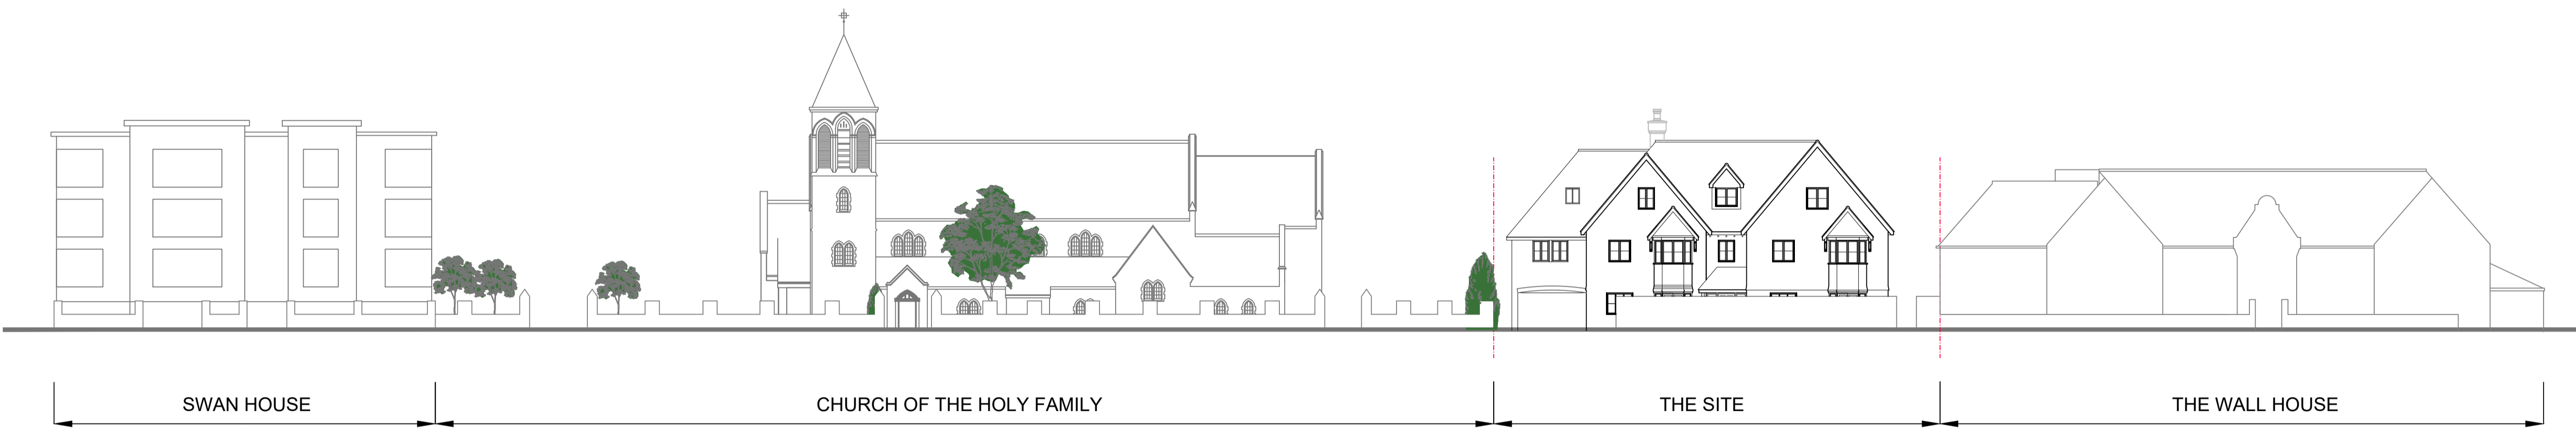 SWAN HOUSE
CHURCH OF THE HOLY FAMILY
THE SITE
THE WALL HOUSE